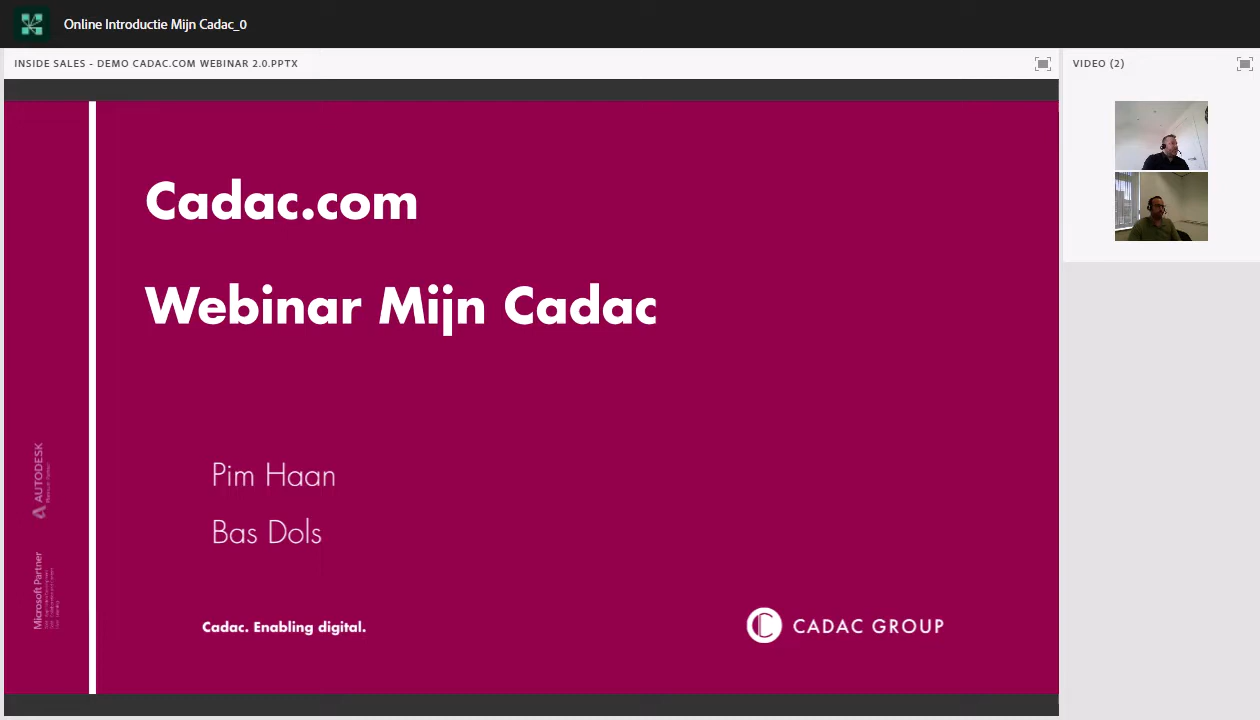 Online Introductie Mijn Cadac_0
INSIDE SALES - DEMO CADAC.COM WEBINAR 2.0.PPTX
VIDEO (2)
Cadac.com
Webinar Mijn Cadac
Pim Haan
Bas Dols
AUTODESK
Microsoft Partner
Cadac. Enabling digital.
CADAC GROUP